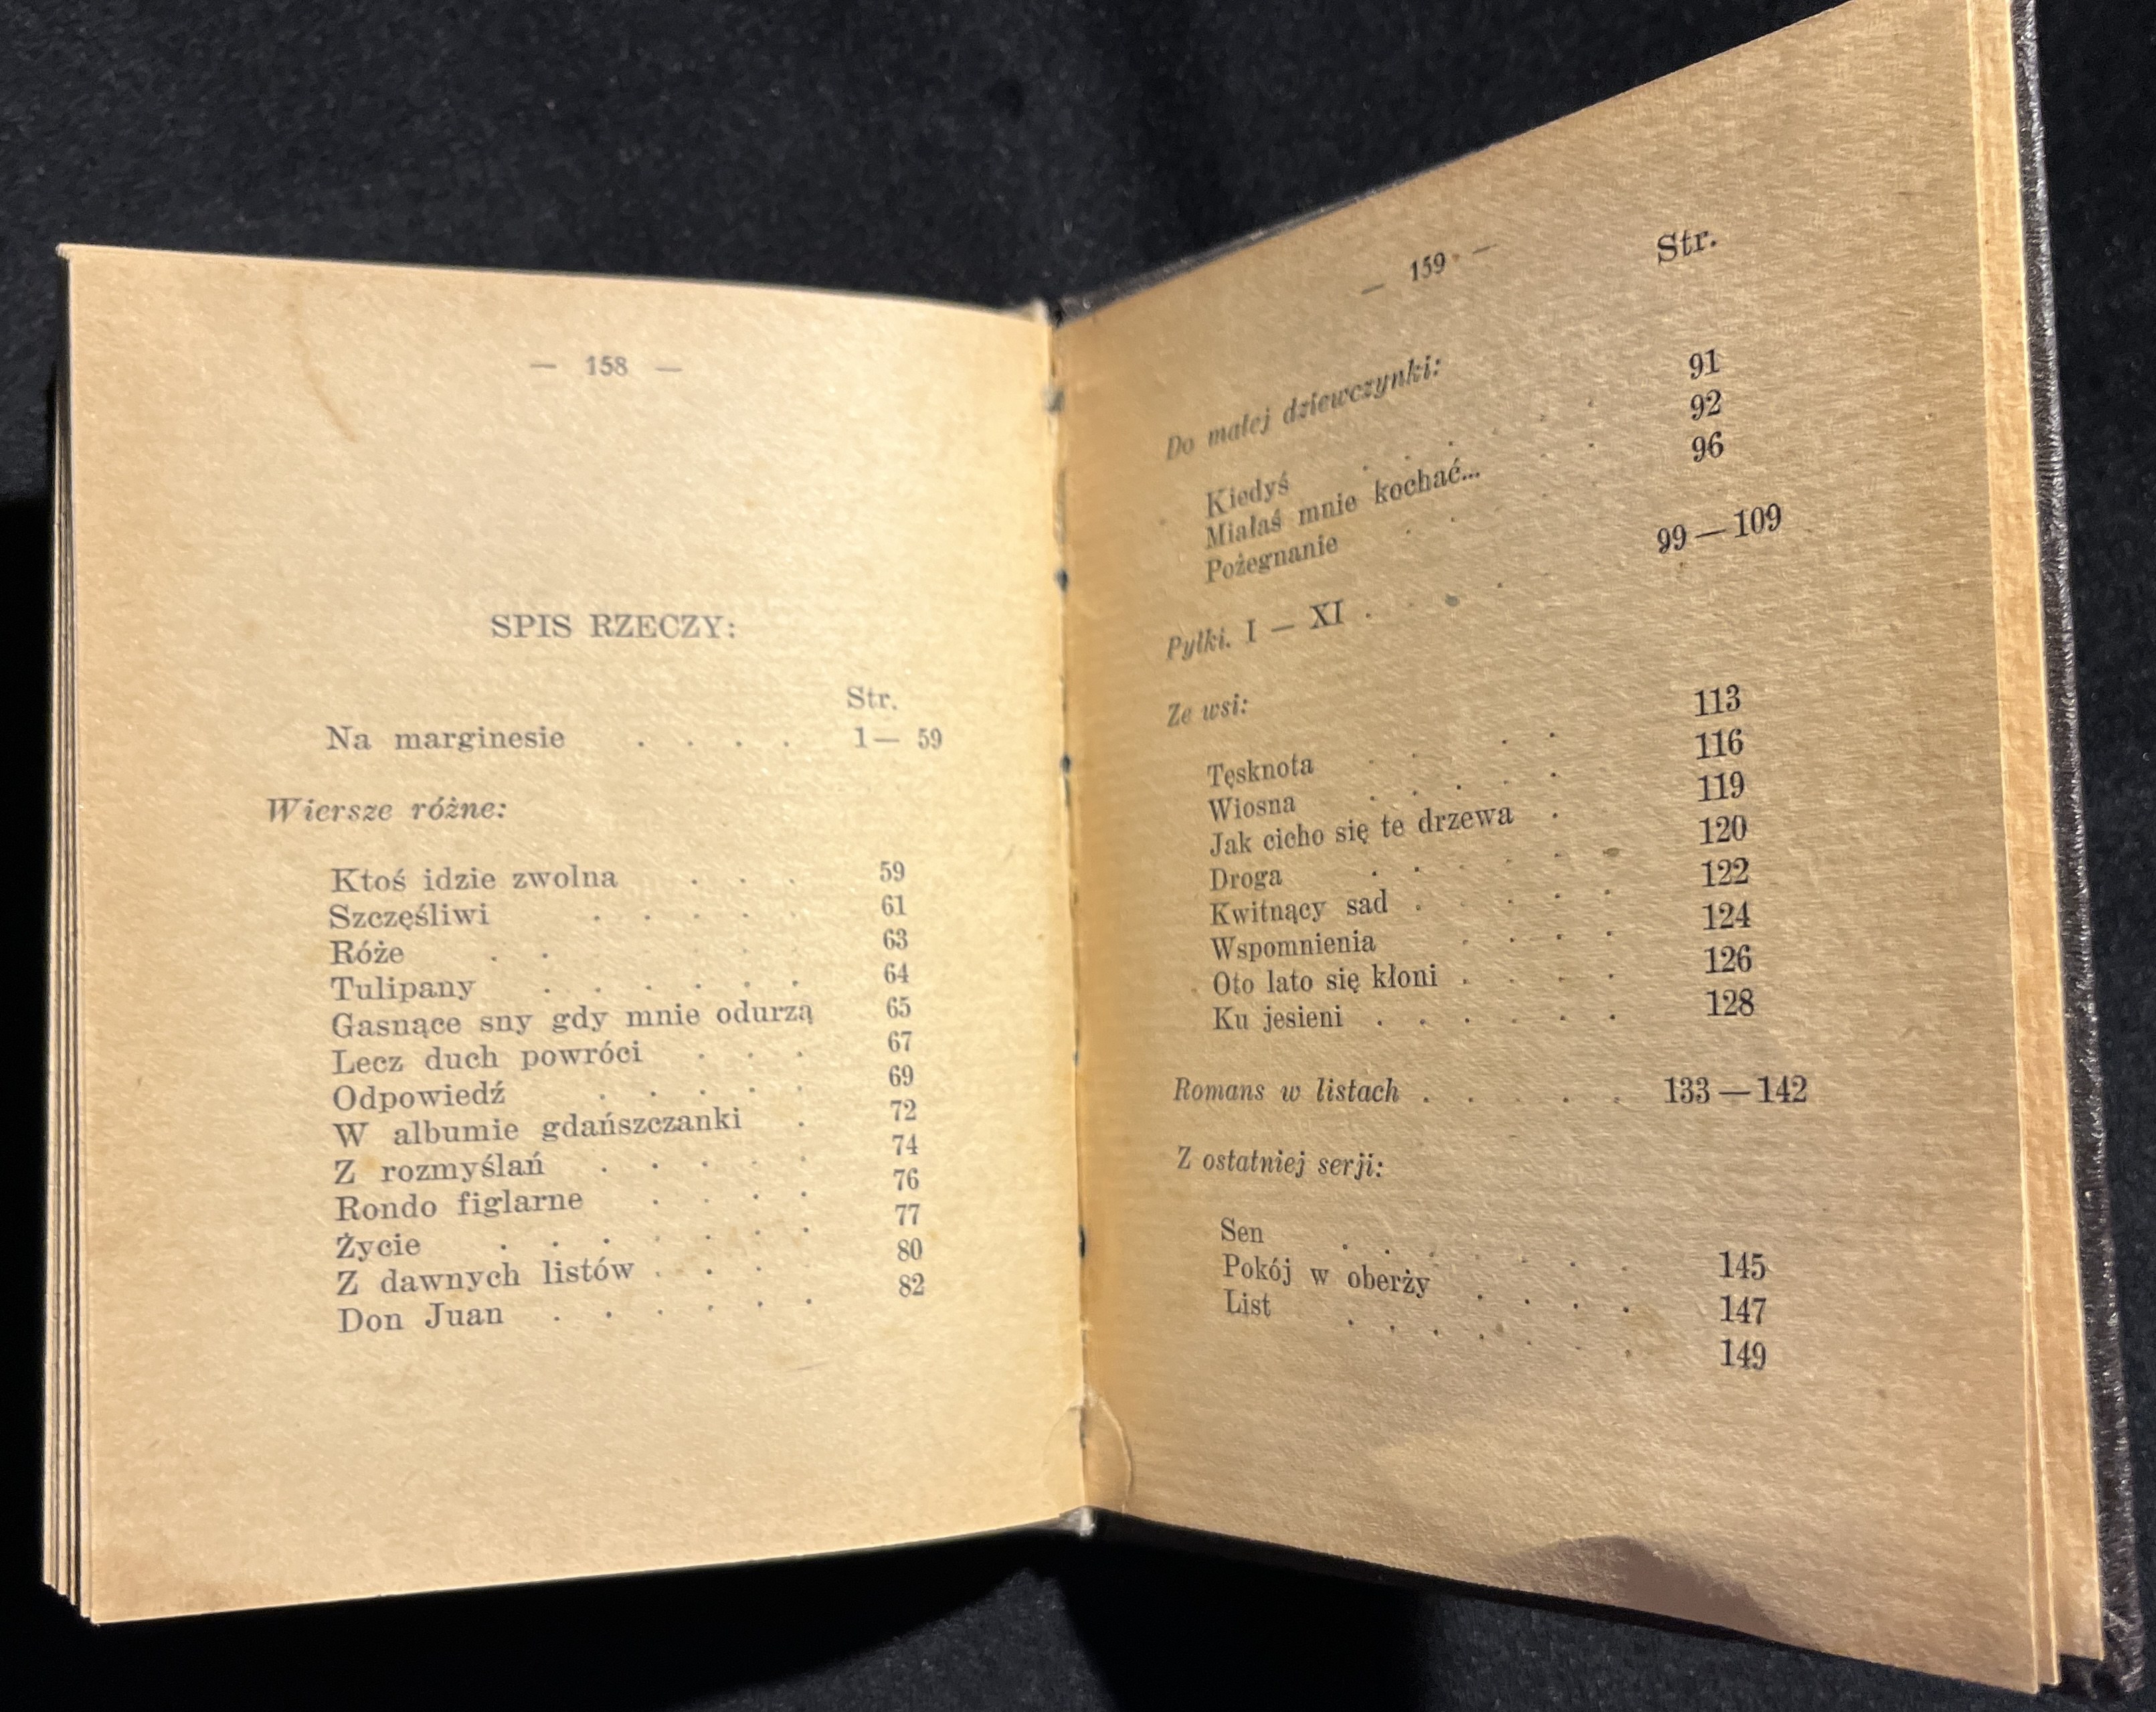 — 158 —
SPIS RZECZY:
Str.
Na marginesie . . . . 1— 59
Wiersze różne:
Ktoś idzie zwolna . . . 59
Szczęśliwi . . . . . 61
Róże . . 63
Tulipany . . . . . . 64
Gasnące sny gdy mnie odurzą 65
Lecz duch powróci . . . 67
Odpowiedź . . . . . 69
W albumie gdańszczanki . 72
Z rozmyślań . . . . . 74
Rondo figlarne . . . . 76
Życie . . . . . . . 77
Z dawnych listów . . . . 80
Don Juan . . . . . . 82
— 159 —
Str.
Do małej dziewczynki:
Kiedyś . . . . . . 91
Miałaś mnie kochać... . . 92
Pożegnanie . . . . . 96
Pyłki. I — XI . . . . 99 — 109
Ze wsi:
Tęsknota . . . . . 113
Wiosna . . . . . 116
Jak cicho się te drzewa . 119
Droga . . . . . . 120
Kwitnący sad . . . . . 122
Wspomnienia . . . . 124
Oto lato się kłoni . . . . 126
Ku jesieni . . . . . . 128
Romans w listach . . . . . 133 — 142
Z ostatniej serji:
Sen . . . . . . . 145
Pokój w oberży . . . . 147
List . . . . . . . 149